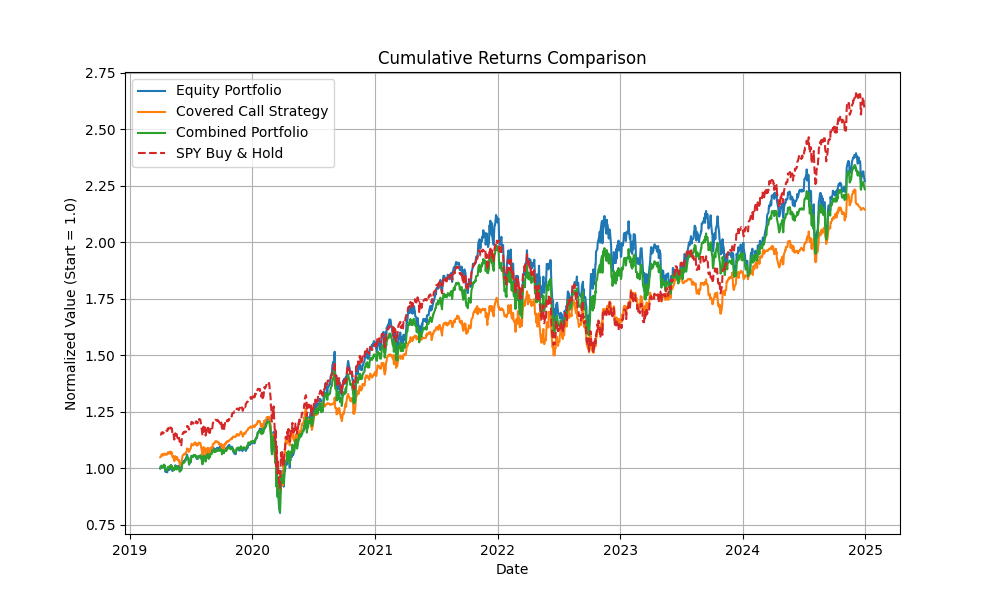 Cumulative Returns Comparison
Equity Portfolio
Covered Call Strategy
Combined Portfolio
SPY Buy & Hold
Normalized Value (Start = 1.0)
2.75
2.50
2.25
2.00
1.75
1.50
1.25
1.00
0.75
2019
2020
2021
2022
2023
2024
2025
Date